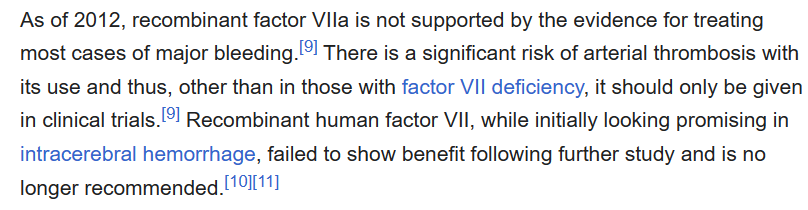 As of 2012, recombinant factor VIIa is not supported by the evidence for treating
most cases of major bleeding.[9] There is a significant risk of arterial thrombosis with
its use and thus, other than in those with factor VII deficiency, it should only be given
in clinical trials.[9] Recombinant human factor VII, while initially looking promising in
intracerebral hemorrhage, failed to show benefit following further study and is no
longer recommended.[10][11]